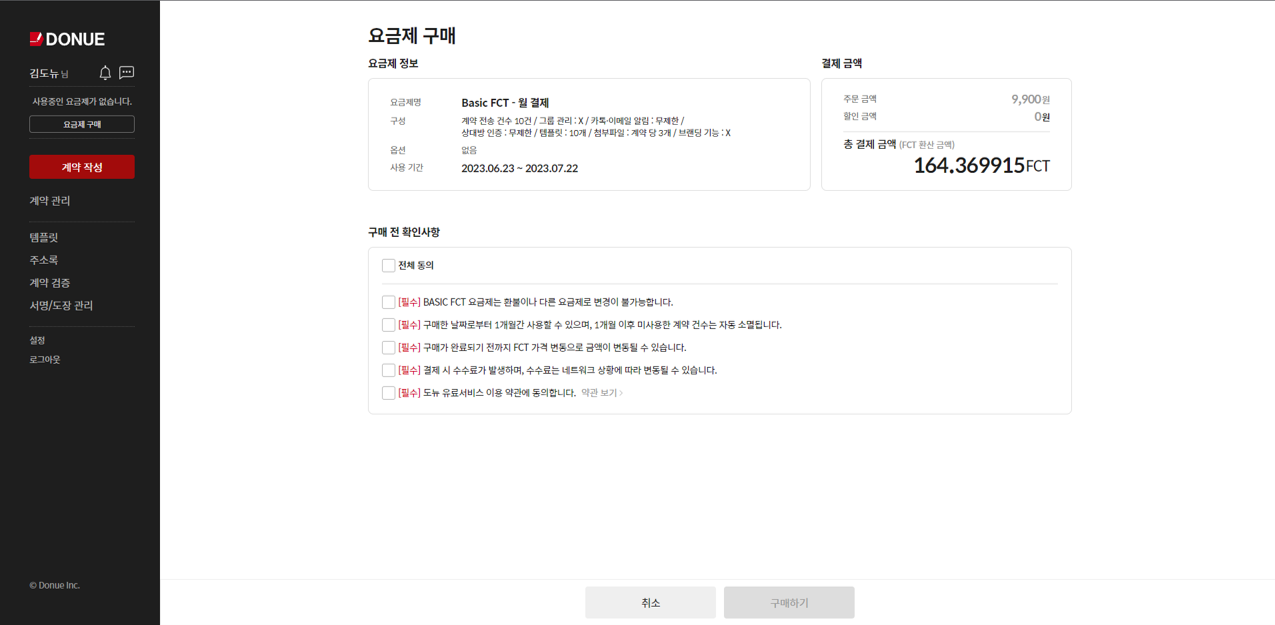 DONUE
김도뉴님
사용중인 요금제가 없습니다.
요금제 구매
계약 작성
계약 관리
템플릿
주소록
계약 검증
서명/도장 관리
설정
로그아웃
© Donue Inc.
요금제 구매
요금제 정보
요금제명 Basic FCT - 월 결제
구성 계약 전송 건수 10건 / 그룹 관리 : X / 카톡·이메일 알림 : 무제한 /
상대방 인증 : 무제한 / 템플릿 : 10개 / 첨부파일 : 계약 당 3개 / 브랜딩 기능 : X
옵션 없음
사용 기간 2023.06.23 ~ 2023.07.22
결제 금액
주문 금액 9,900원
할인 금액 0원
총 결제 금액 (FCT 환산 금액)
164.369915FCT
구매 전 확인사항
전체 동의
[필수] BASIC FCT 요금제는 환불이나 다른 요금제로 변경이 불가능합니다.
[필수] 구매한 날짜로부터 1개월간 사용할 수 있으며, 1개월 이후 미사용한 계약 건수는 자동 소멸됩니다.
[필수] 구매가 완료되기 전까지 FCT 가격 변동으로 금액이 변동될 수 있습니다.
[필수] 결제 시 수수료가 발생하며, 수수료는 네트워크 상황에 따라 변동될 수 있습니다.
[필수] 도뉴 유료서비스 이용 약관에 동의합니다. 약관 보기 >
취소
구매하기